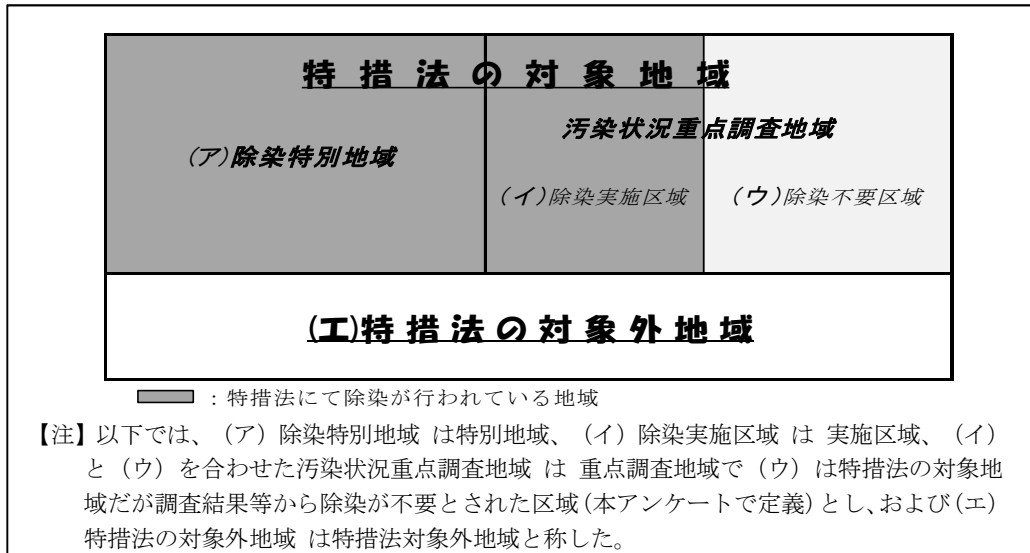 特措法の対象地域
汚染状況重点調査地域
(ア)除染特別地域
(イ)除染実施区域
(ウ)除染不要区域
(エ)特措法の対象外地域
：特措法にて除染が行われている地域
【注】以下では、（ア）除染特別地域 は特別地域、（イ）除染実施区域 は 実施区域、（イ）
と（ウ）を合わせた汚染状況重点調査地域 は 重点調査地域で（ウ）は特措法の対象地
域だが調査結果等から除染が不要とされた区域(本アンケートで定義)とし、および(エ)
特措法の対象外地域 は特措法対象外地域と称した。